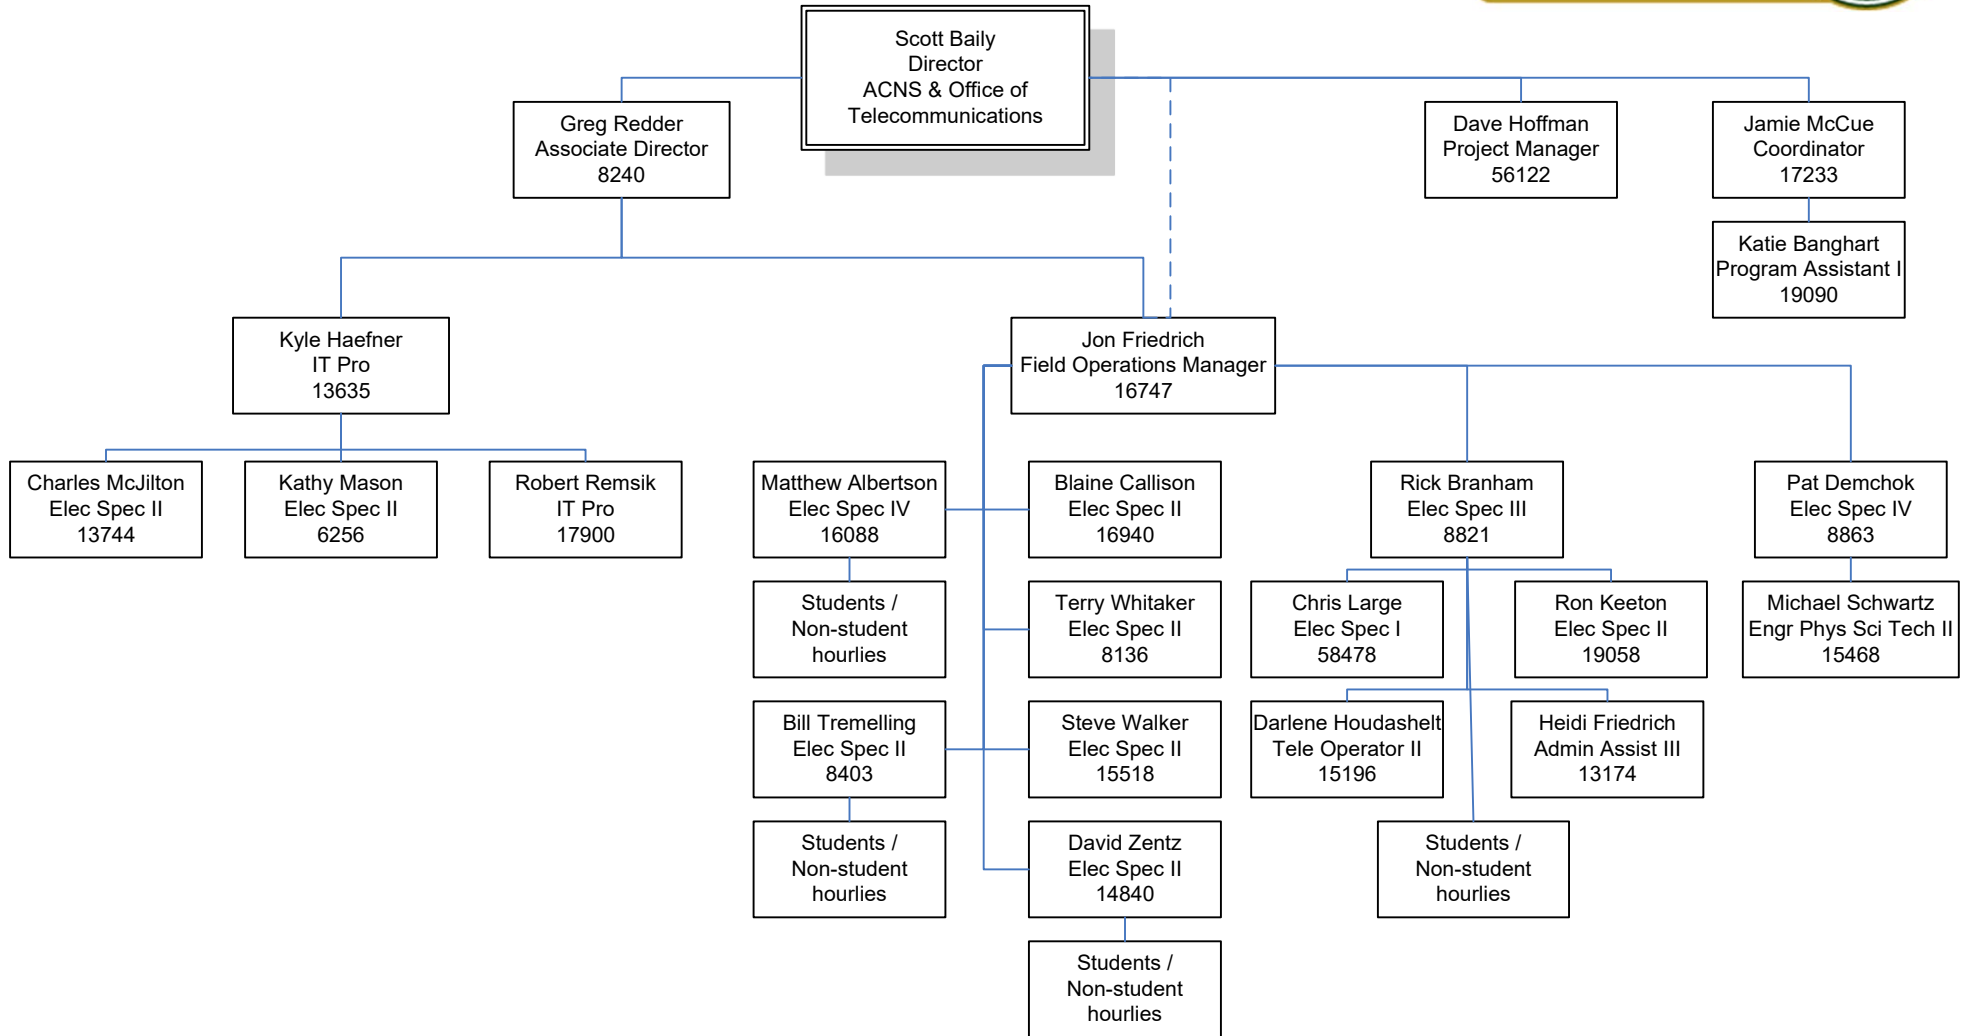 Scott Baily
Director
ACNS & Office of
Telecommunications
Greg Redder
Associate Director
8240
Dave Hoffman
Project Manager
56122
Jamie McCue
Coordinator
17233
Katie Banghart
Program Assistant I
19090
Kyle Haefner
IT Pro
13635
Jon Friedrich
Field Operations Manager
16747
Charles McJilton
Elec Spec II
13744
Kathy Mason
Elec Spec II
6256
Robert Remsik
IT Pro
17900
Matthew Albertson
Elec Spec IV
16088
Blaine Callison
Elec Spec II
16940
Rick Branham
Elec Spec III
8821
Pat Demchok
Elec Spec IV
8863
Students /
Non-student
hourlies
Terry Whitaker
Elec Spec II
8136
Chris Large
Elec Spec I
58478
Ron Keeton
Elec Spec II
19058
Michael Schwartz
Engr Phys Sci Tech II
15468
Bill Tremelling
Elec Spec II
8403
Steve Walker
Elec Spec II
15518
Darlene Houdashelt
Tele Operator II
15196
Heidi Friedrich
Admin Assist III
13174
Students /
Non-student
hourlies
David Zentz
Elec Spec II
14840
Students /
Non-student
hourlies
Students /
Non-student
hourlies